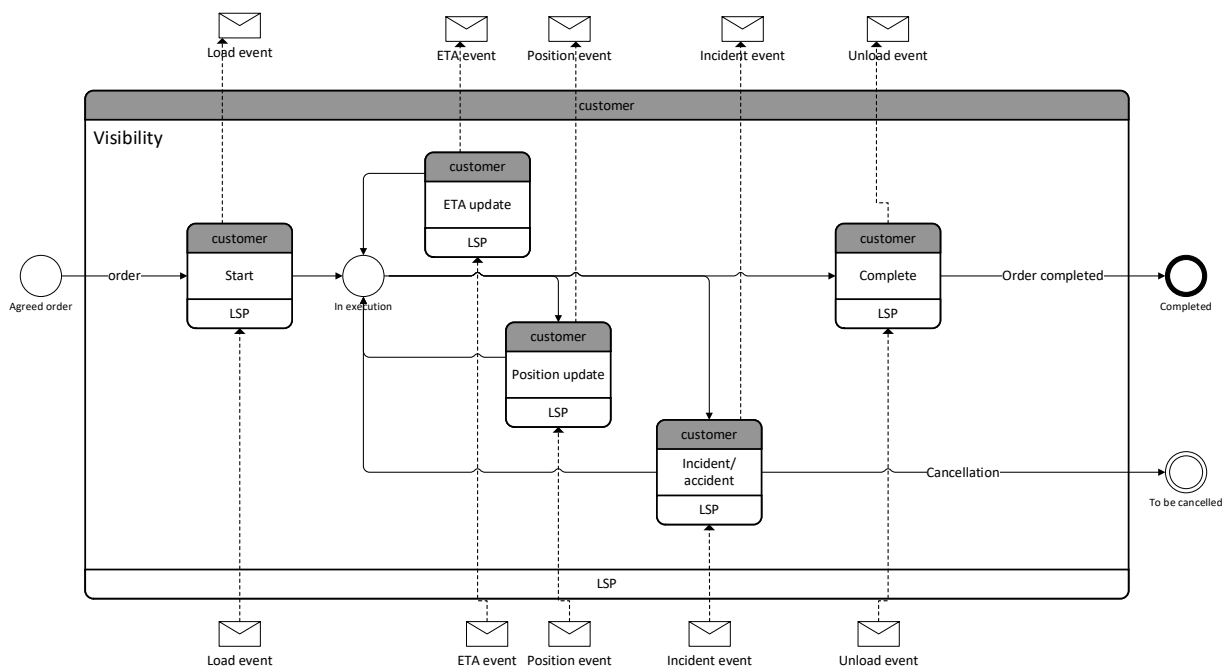 Load event
ETA event
Position event
Incident event
Unload event
customer
Visibility
customer
ETA update
LSP
customer
Start
LSP
customer
Complete
LSP
order
Order completed
Agreed order
In execution
Completed
customer
Position update
LSP
customer
Incident/
accident
LSP
Cancellation
To be cancelled
LSP
Load event
ETA event
Position event
Incident event
Unload event